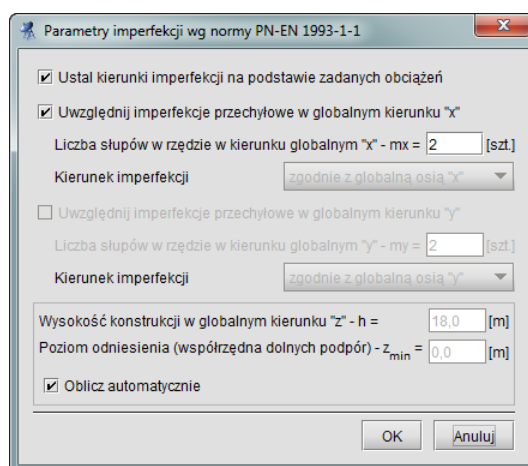 Parametry imperfekcji wg normy PN-EN 1993-1-1
Ustal kierunki imperfekcji na podstawie zadanych obciążeń
Uwzględnij imperfekcje przechyłowe w globalnym kierunku "x"
Liczba słupów w rzędzie w kierunku globalnym "x" - mx = 2 [szt.]
Kierunek imperfekcji zgodnie z globalną osią "x"
Uwzględnij imperfekcje przechyłowe w globalnym kierunku "y"
Liczba słupów w rzędzie w kierunku globalnym "y" - my = 2 [szt.]
Kierunek imperfekcji zgodnie z globalną osią "y"
Wysokość konstrukcji w globalnym kierunku "z" - h = 18,0 [m]
Poziom odniesienia (współrzędna dolnych podpór) - zmin = 0,0 [m]
Oblicz automatycznie
OK Anuluj